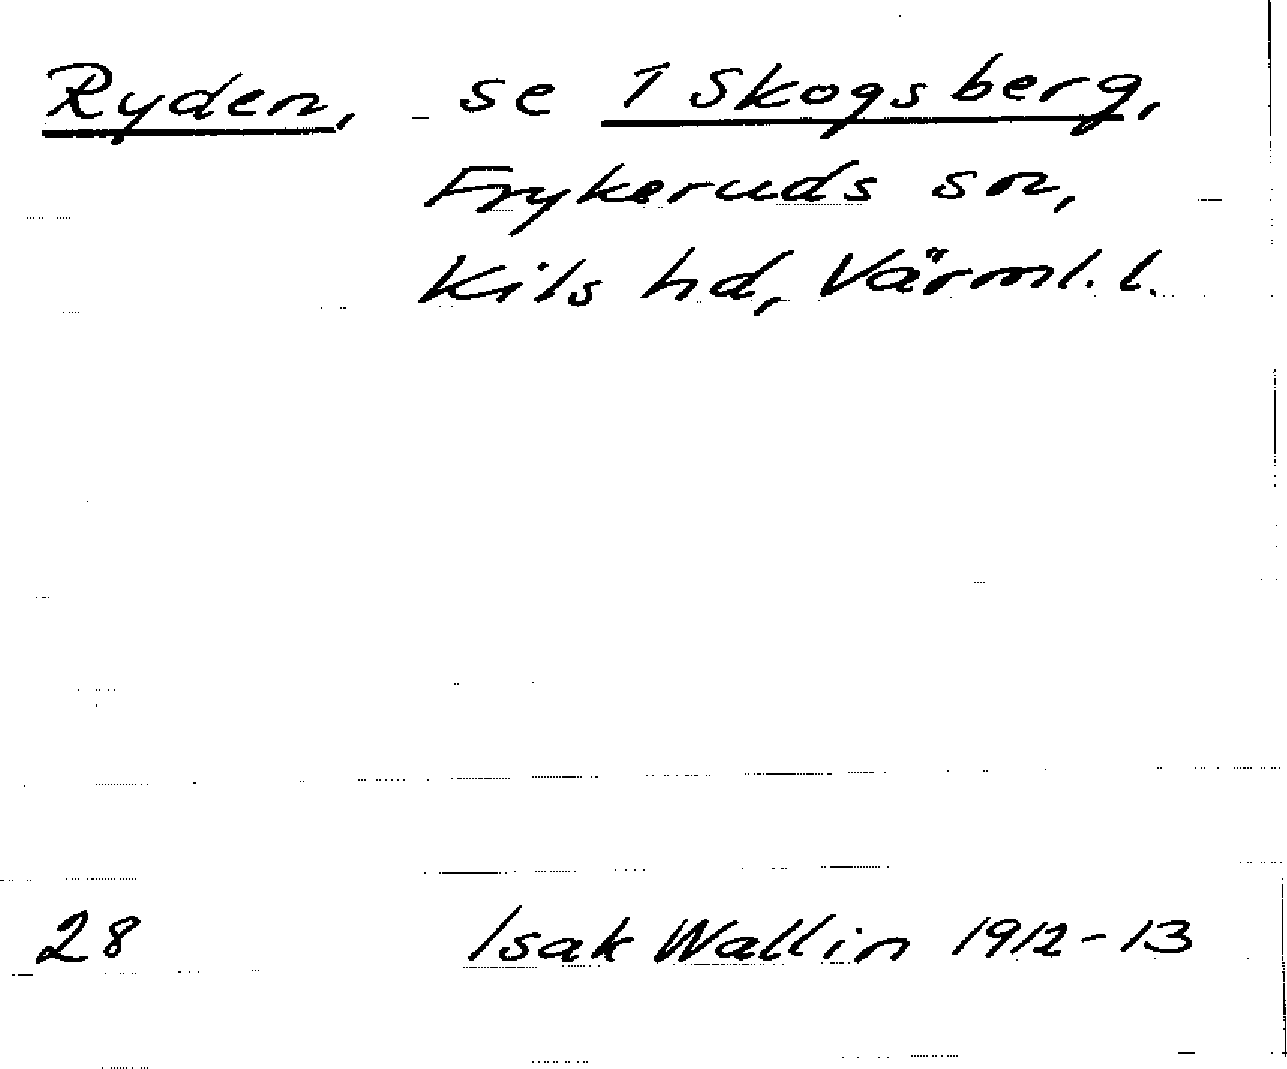 Ryden, se 1 Skogsberg,
Frykeruds sn,
Kils hd, Värml. l.
28 Isak Wallin 1912-13